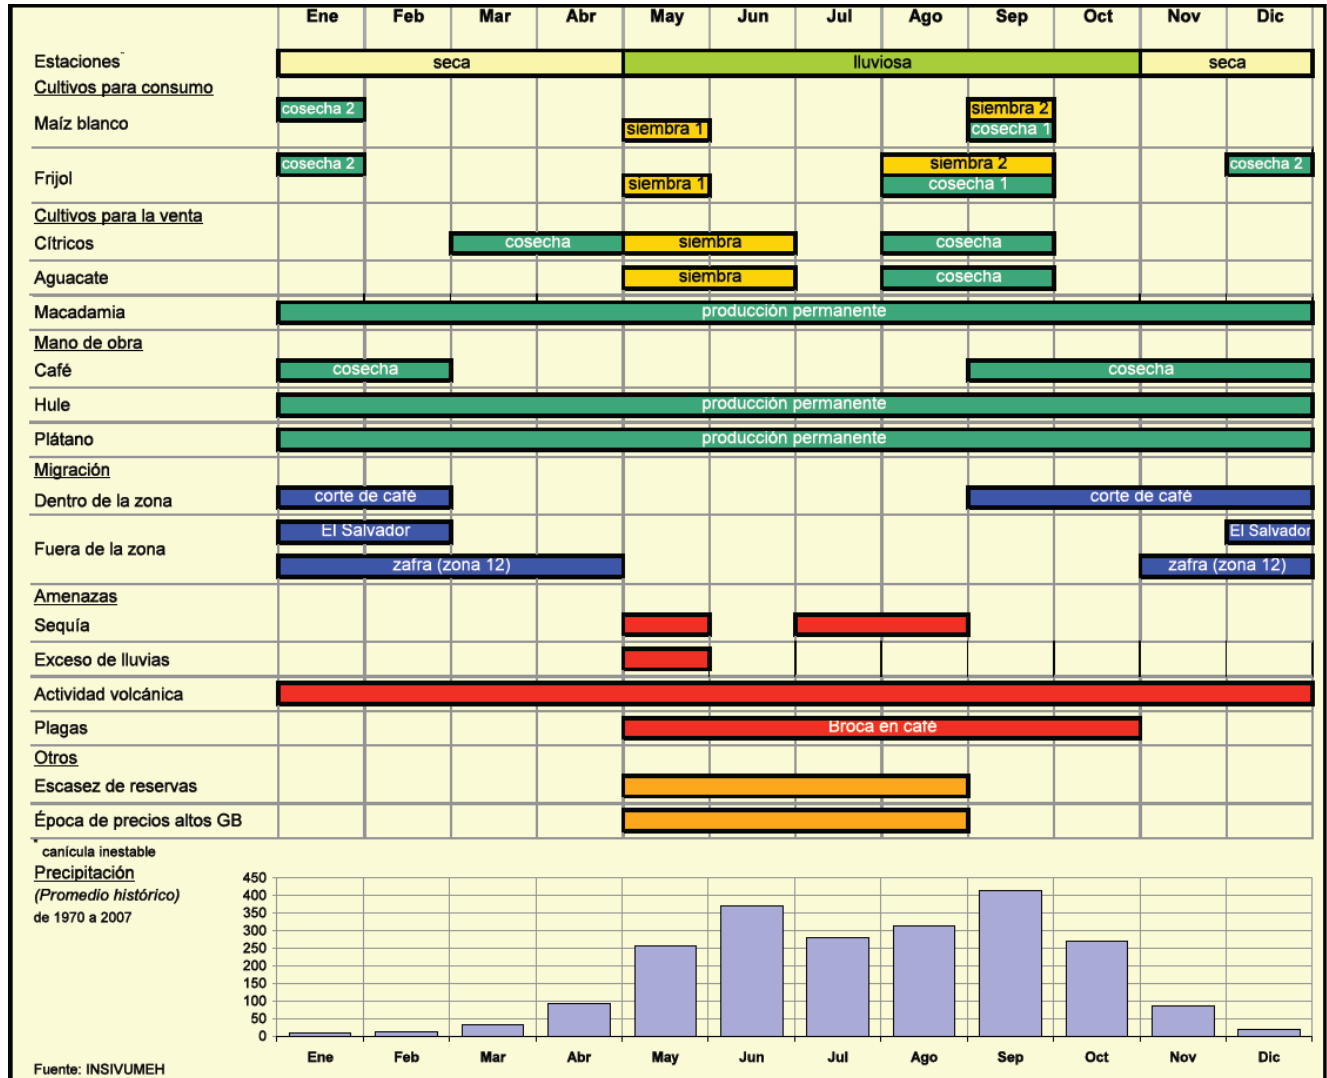 Ene Feb Mar Abr May Jun Jul Ago Sep Oct Nov Dic
Estaciones* seca lluviosa seca
Cultivos para consumo
cosecha 2 siembra 2
Maíz blanco siembra 1 cosecha 1
cosecha 2 siembra 2 cosecha 2
Frijol siembra 1 cosecha 1
Cultivos para la venta
Cítricos cosecha siembra cosecha
Aguacate siembra cosecha
Macadamia producción permanente
Mano de obra
Café cosecha cosecha
Hule producción permanente
Plátano producción permanente
Migración
Dentro de la zona corte de café corte de café
El Salvador El Salvador
Fuera de la zona
zafra (zona 12) zafra (zona 12)
Amenazas
Sequía
Exceso de lluvias
Actividad volcánica
Plagas Broca en café
Otros
Escasez de reservas
Época de precios altos GB
* canícula inestable
Precipitación
(Promedio histórico)
de 1970 a 2007
450
400
350
300
250
200
150
100
50
0
Ene Feb Mar Abr May Jun Jul Ago Sep Oct Nov Dic
Fuente: INSIVUMEH